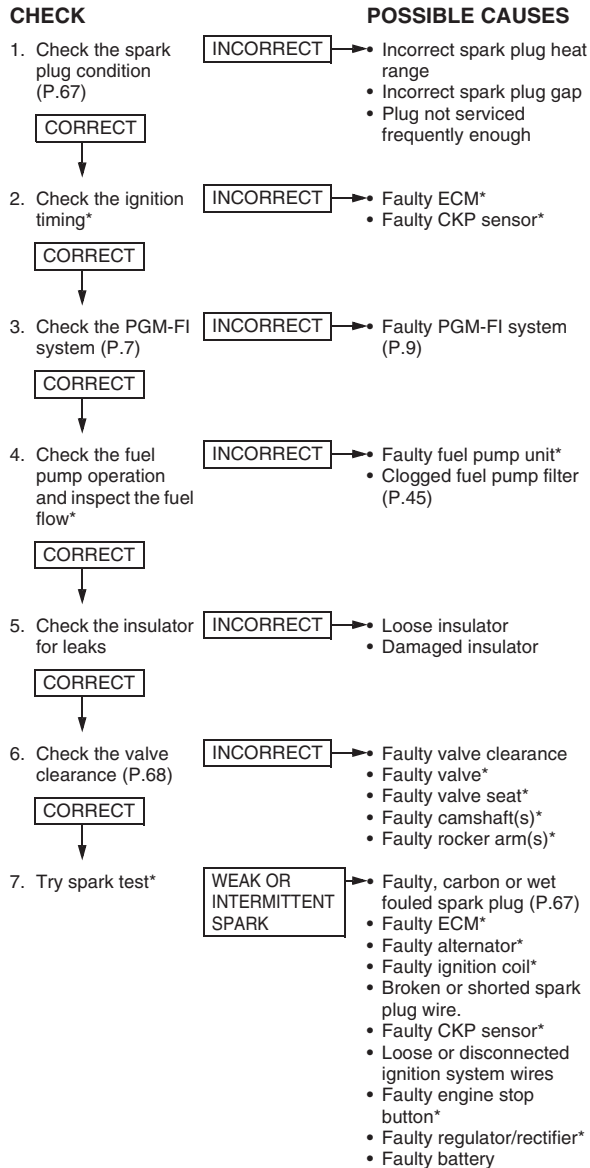 CHECK
POSSIBLE CAUSES
1. Check the spark
plug condition
(P.67)
INCORRECT
• Incorrect spark plug heat
range
• Incorrect spark plug gap
• Plug not serviced
frequently enough
CORRECT
2. Check the ignition
timing*
INCORRECT
• Faulty ECM*
• Faulty CKP sensor*
CORRECT
3. Check the PGM-FI
system (P.7)
INCORRECT
• Faulty PGM-FI system
(P.9)
CORRECT
4. Check the fuel
pump operation
and inspect the fuel
flow*
INCORRECT
• Faulty fuel pump unit*
• Clogged fuel pump filter
(P.45)
CORRECT
5. Check the insulator
for leaks
INCORRECT
• Loose insulator
• Damaged insulator
CORRECT
6. Check the valve
clearance (P.68)
INCORRECT
• Faulty valve clearance
• Faulty valve*
• Faulty valve seat*
• Faulty camshaft(s)*
• Faulty rocker arm(s)*
CORRECT
7. Try spark test*
WEAK OR
INTERMITTENT
SPARK
• Faulty, carbon or wet
fouled spark plug (P.67)
• Faulty ECM*
• Faulty alternator*
• Faulty ignition coil*
• Broken or shorted spark
plug wire.
• Faulty CKP sensor*
• Loose or disconnected
ignition system wires
• Faulty engine stop
button*
• Faulty regulator/rectifier*
• Faulty battery